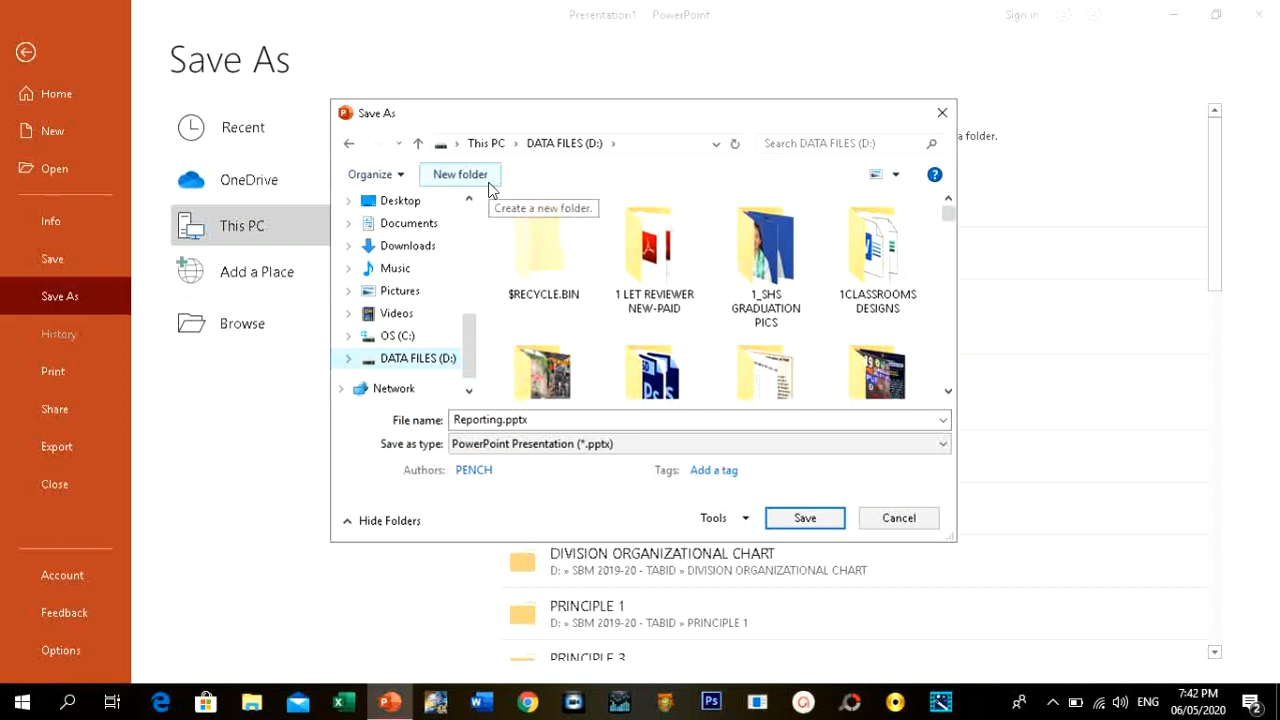 Presentation1 PowerPoint
Sign in
Save As
Home
New
Open
Info
Save
Save As
History
Print
Share
Export
Close
Account
Feedback
Options
Recent
OneDrive
This PC
Add a Place
Browse
a folder.
Save As
This PC
DATA FILES (D:)
Search DATA FILES (D:)
Organize
New folder
Create a new folder.
Desktop
Documents
Downloads
Music
Pictures
Videos
OS (C:)
DATA FILES (D:)
Network
$RECYCLE.BIN
1 LET REVIEWER
NEW-PAID
1_SHS
GRADUATION
PICS
1CLASSROOMS
DESIGNS
File name: Reporting.pptx
Save as type: PowerPoint Presentation (*.pptx)
Authors: PENCH
Tags: Add a tag
Hide Folders
Tools
Save
Cancel
DIVISION ORGANIZATIONAL CHART
D: » SBM 2019-20 - TABID » DIVISION ORGANIZATIONAL CHART
PRINCIPLE 1
D: » SBM 2019-20 - TABID » PRINCIPLE 1
PRINCIPLE 3
ENG
7:42 PM
06/05/2020
2